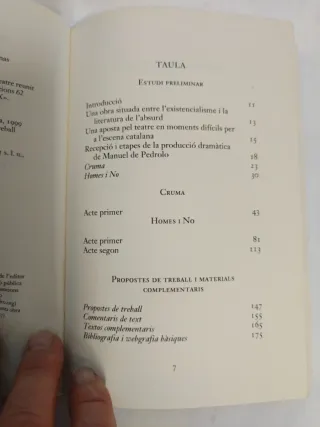 TAULA
ESTUDI PRELIMINAR
Introducció 11
Una obra situada entre l'existencialisme i la
literatura de l'absurd 13
Una aposta pel teatre en moments difícils per
a l'escena catalana 15
Recepció i etapes de la producció dramàtica
de Manuel de Pedrolo 18
Cruma 23
Homes i No 30
CRUMA
Acte primer 43
HOMES I NO
Acte primer 81
Acte segon 113
PROPOSTES DE TREBALL I MATERIALS
COMPLEMENTARIS
Propostes de treball 147
Comentaris de text 155
Textos complementaris 165
Bibliografia i webgrafia bàsiques 175
7